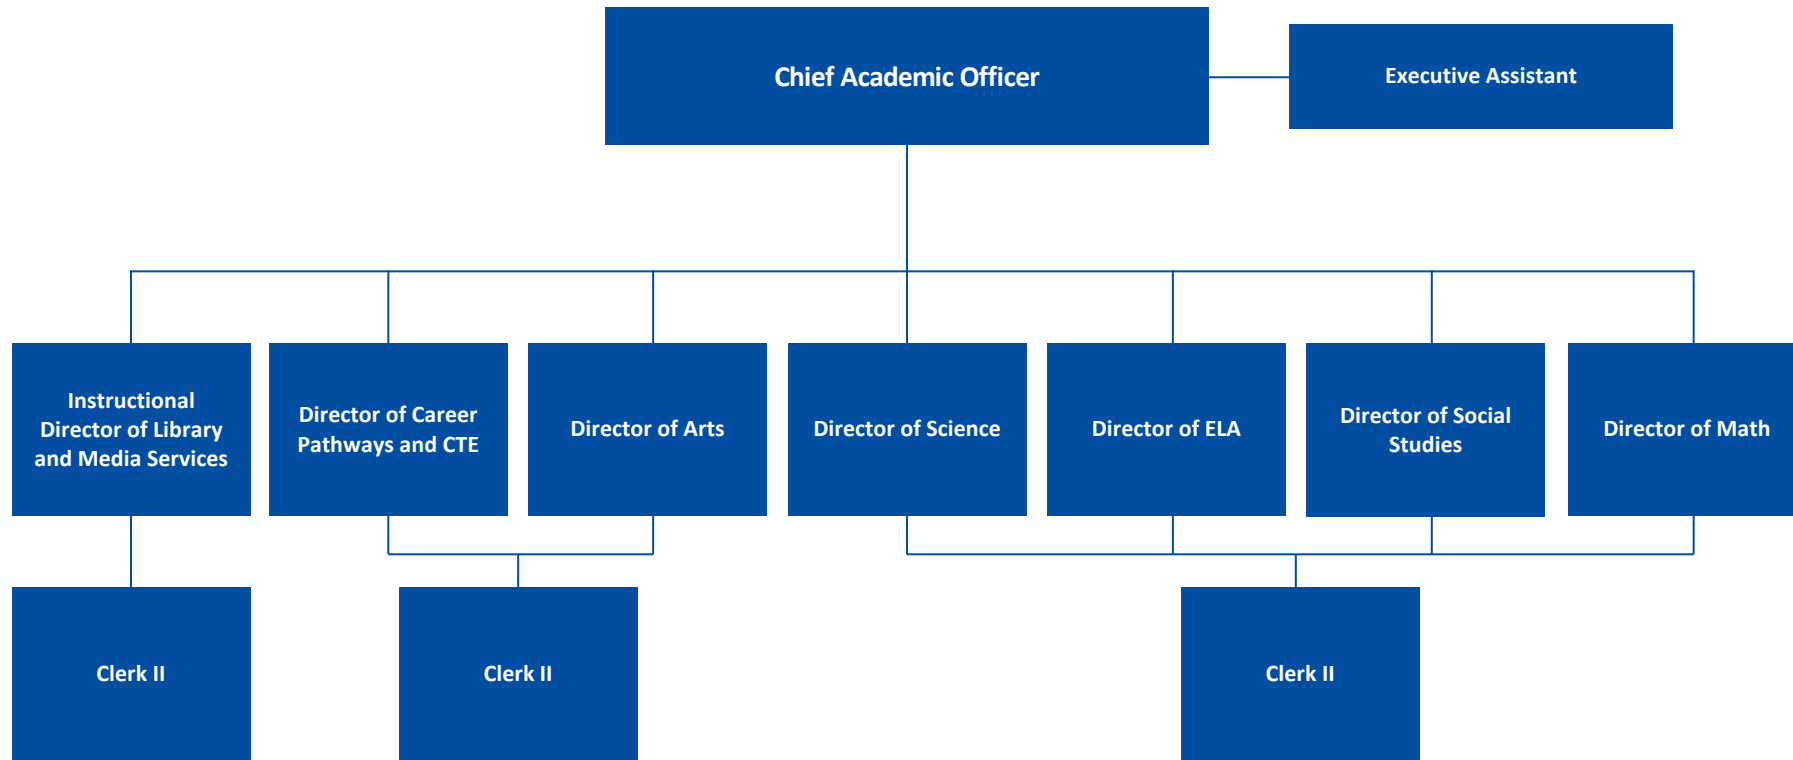 Chief Academic Officer
Executive Assistant
Instructional
Director of Library
and Media Services
Director of Career
Pathways and CTE
Director of Arts
Director of Science
Director of ELA
Director of Social
Studies
Director of Math
Clerk II
Clerk II
Clerk II